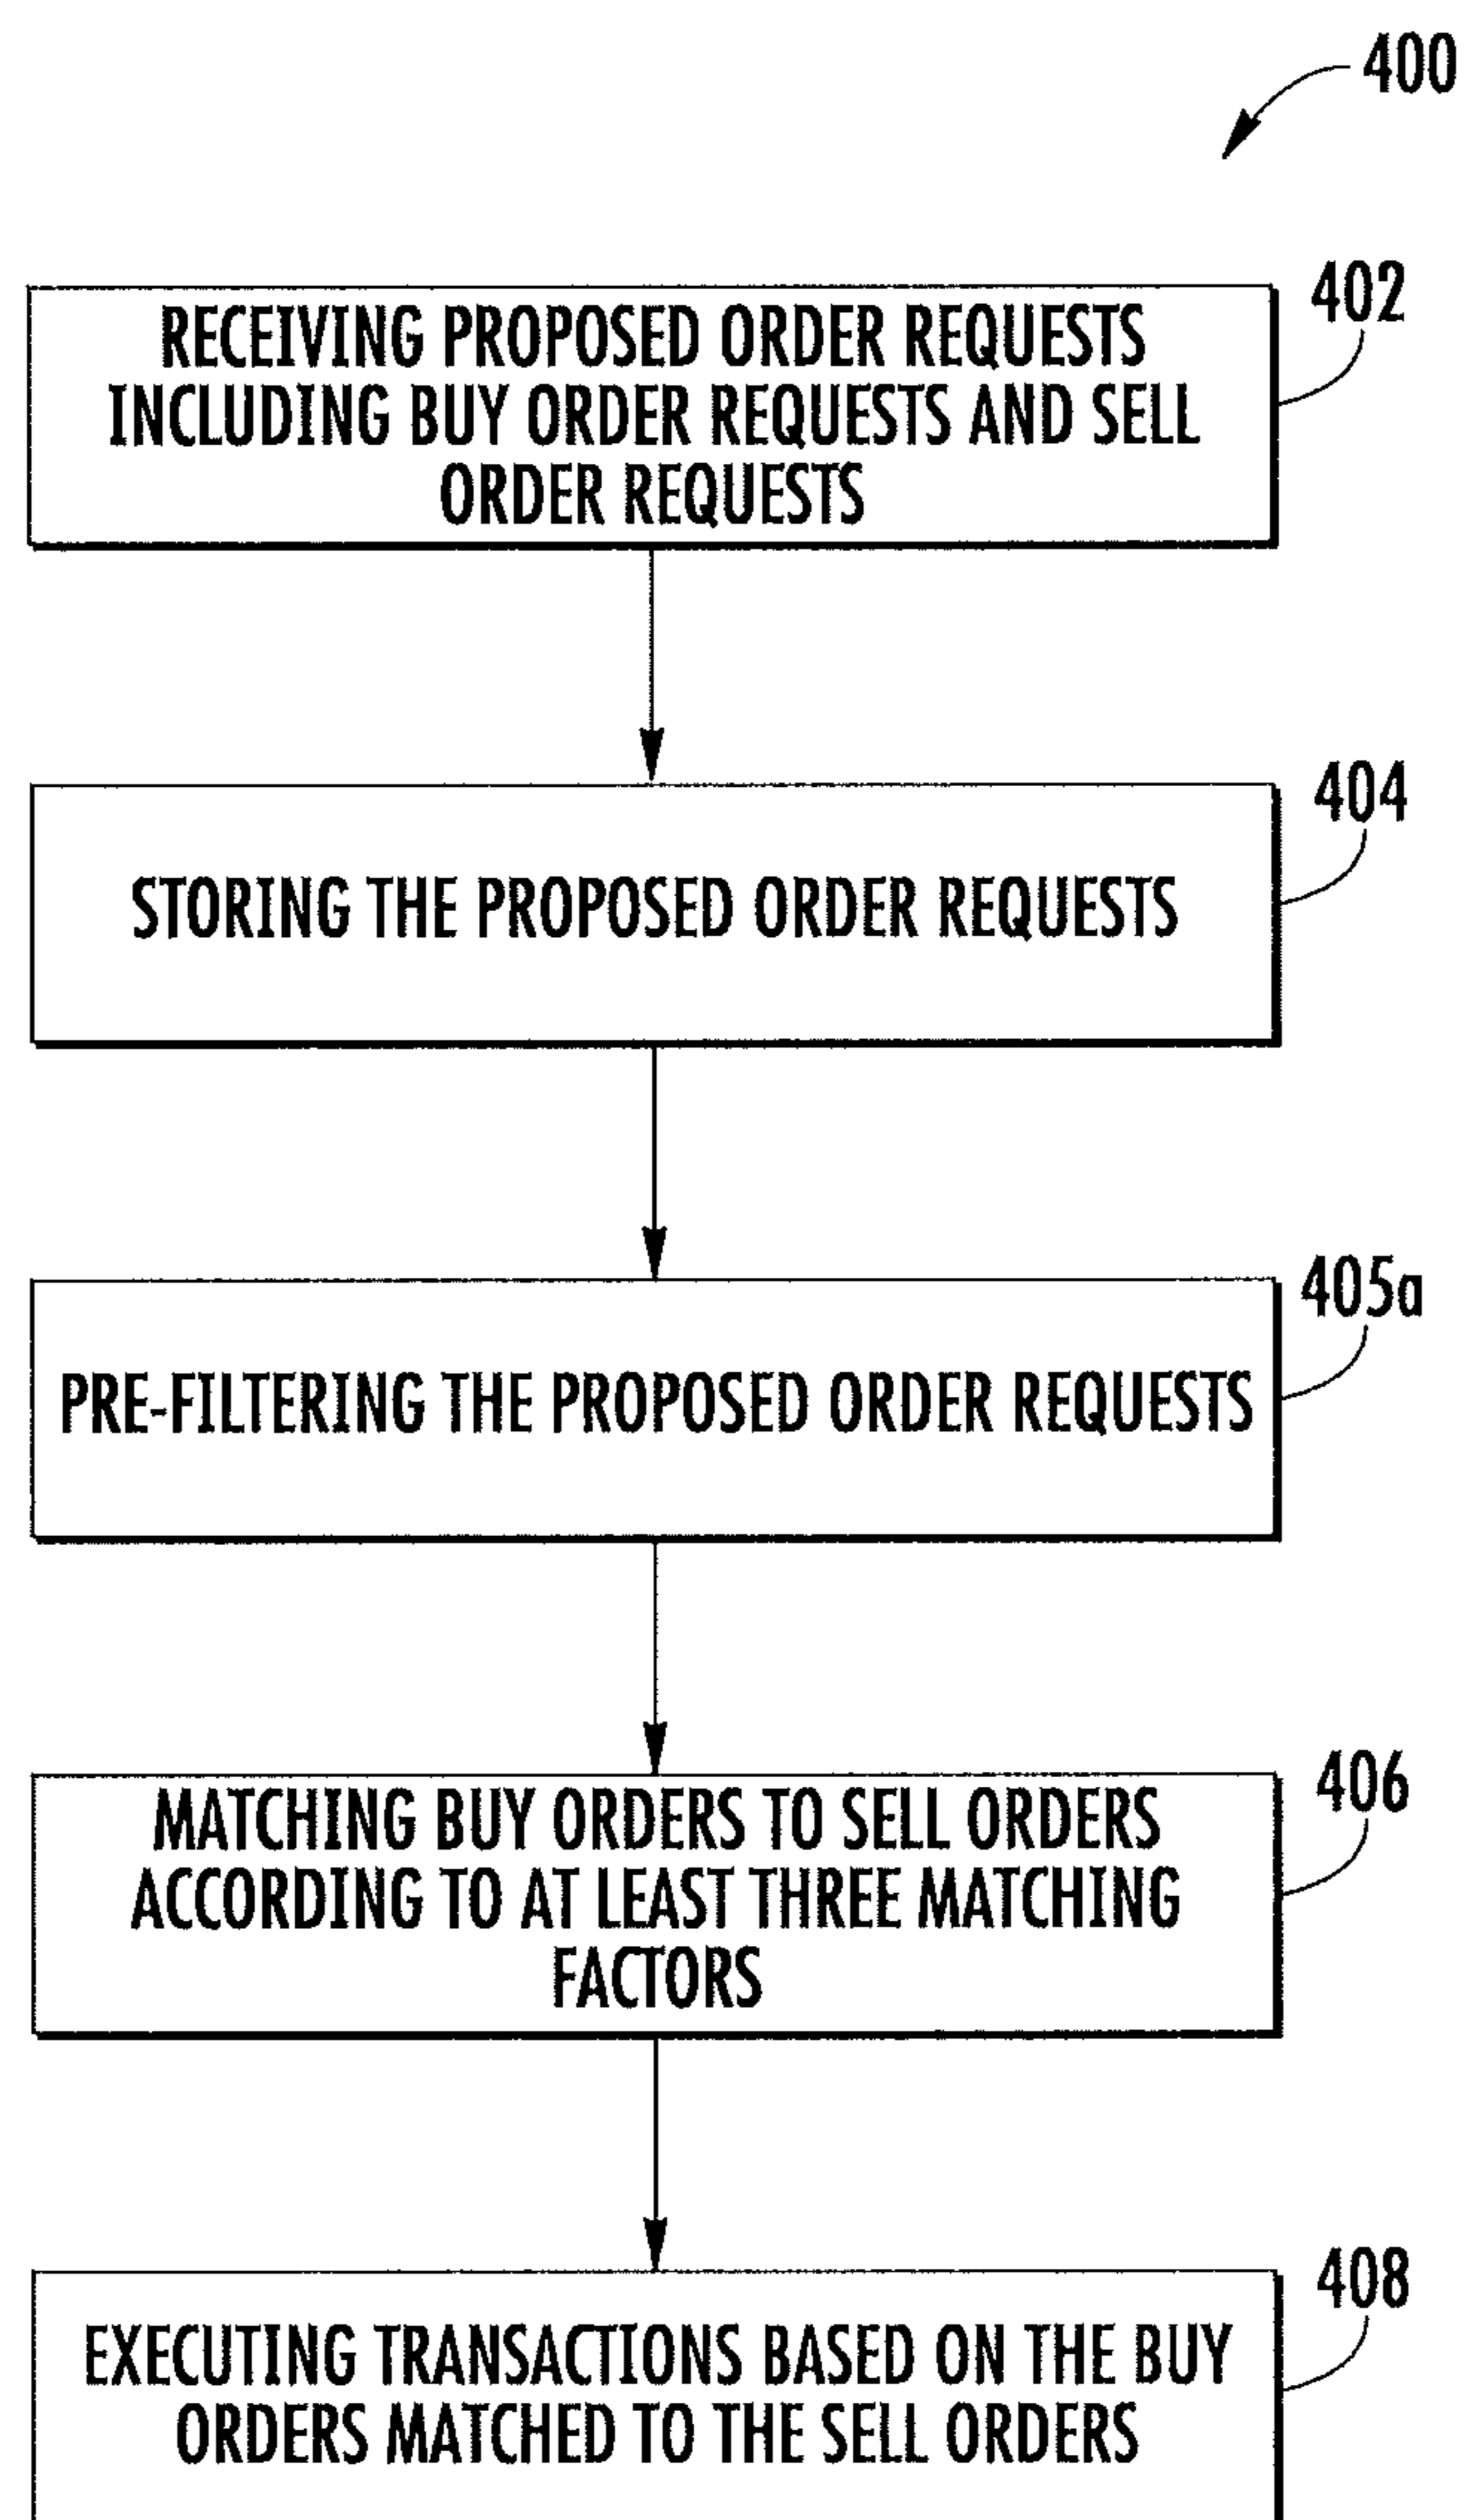 400
402
RECEIVING PROPOSED ORDER REQUESTS
INCLUDING BUY ORDER REQUESTS AND SELL
ORDER REQUESTS
404
STORING THE PROPOSED ORDER REQUESTS
405a
PRE-FILTERING THE PROPOSED ORDER REQUESTS
406
MATCHING BUY ORDERS TO SELL ORDERS
ACCORDING TO AT LEAST THREE MATCHING
FACTORS
408
EXECUTING TRANSACTIONS BASED ON THE BUY
ORDERS MATCHED TO THE SELL ORDERS